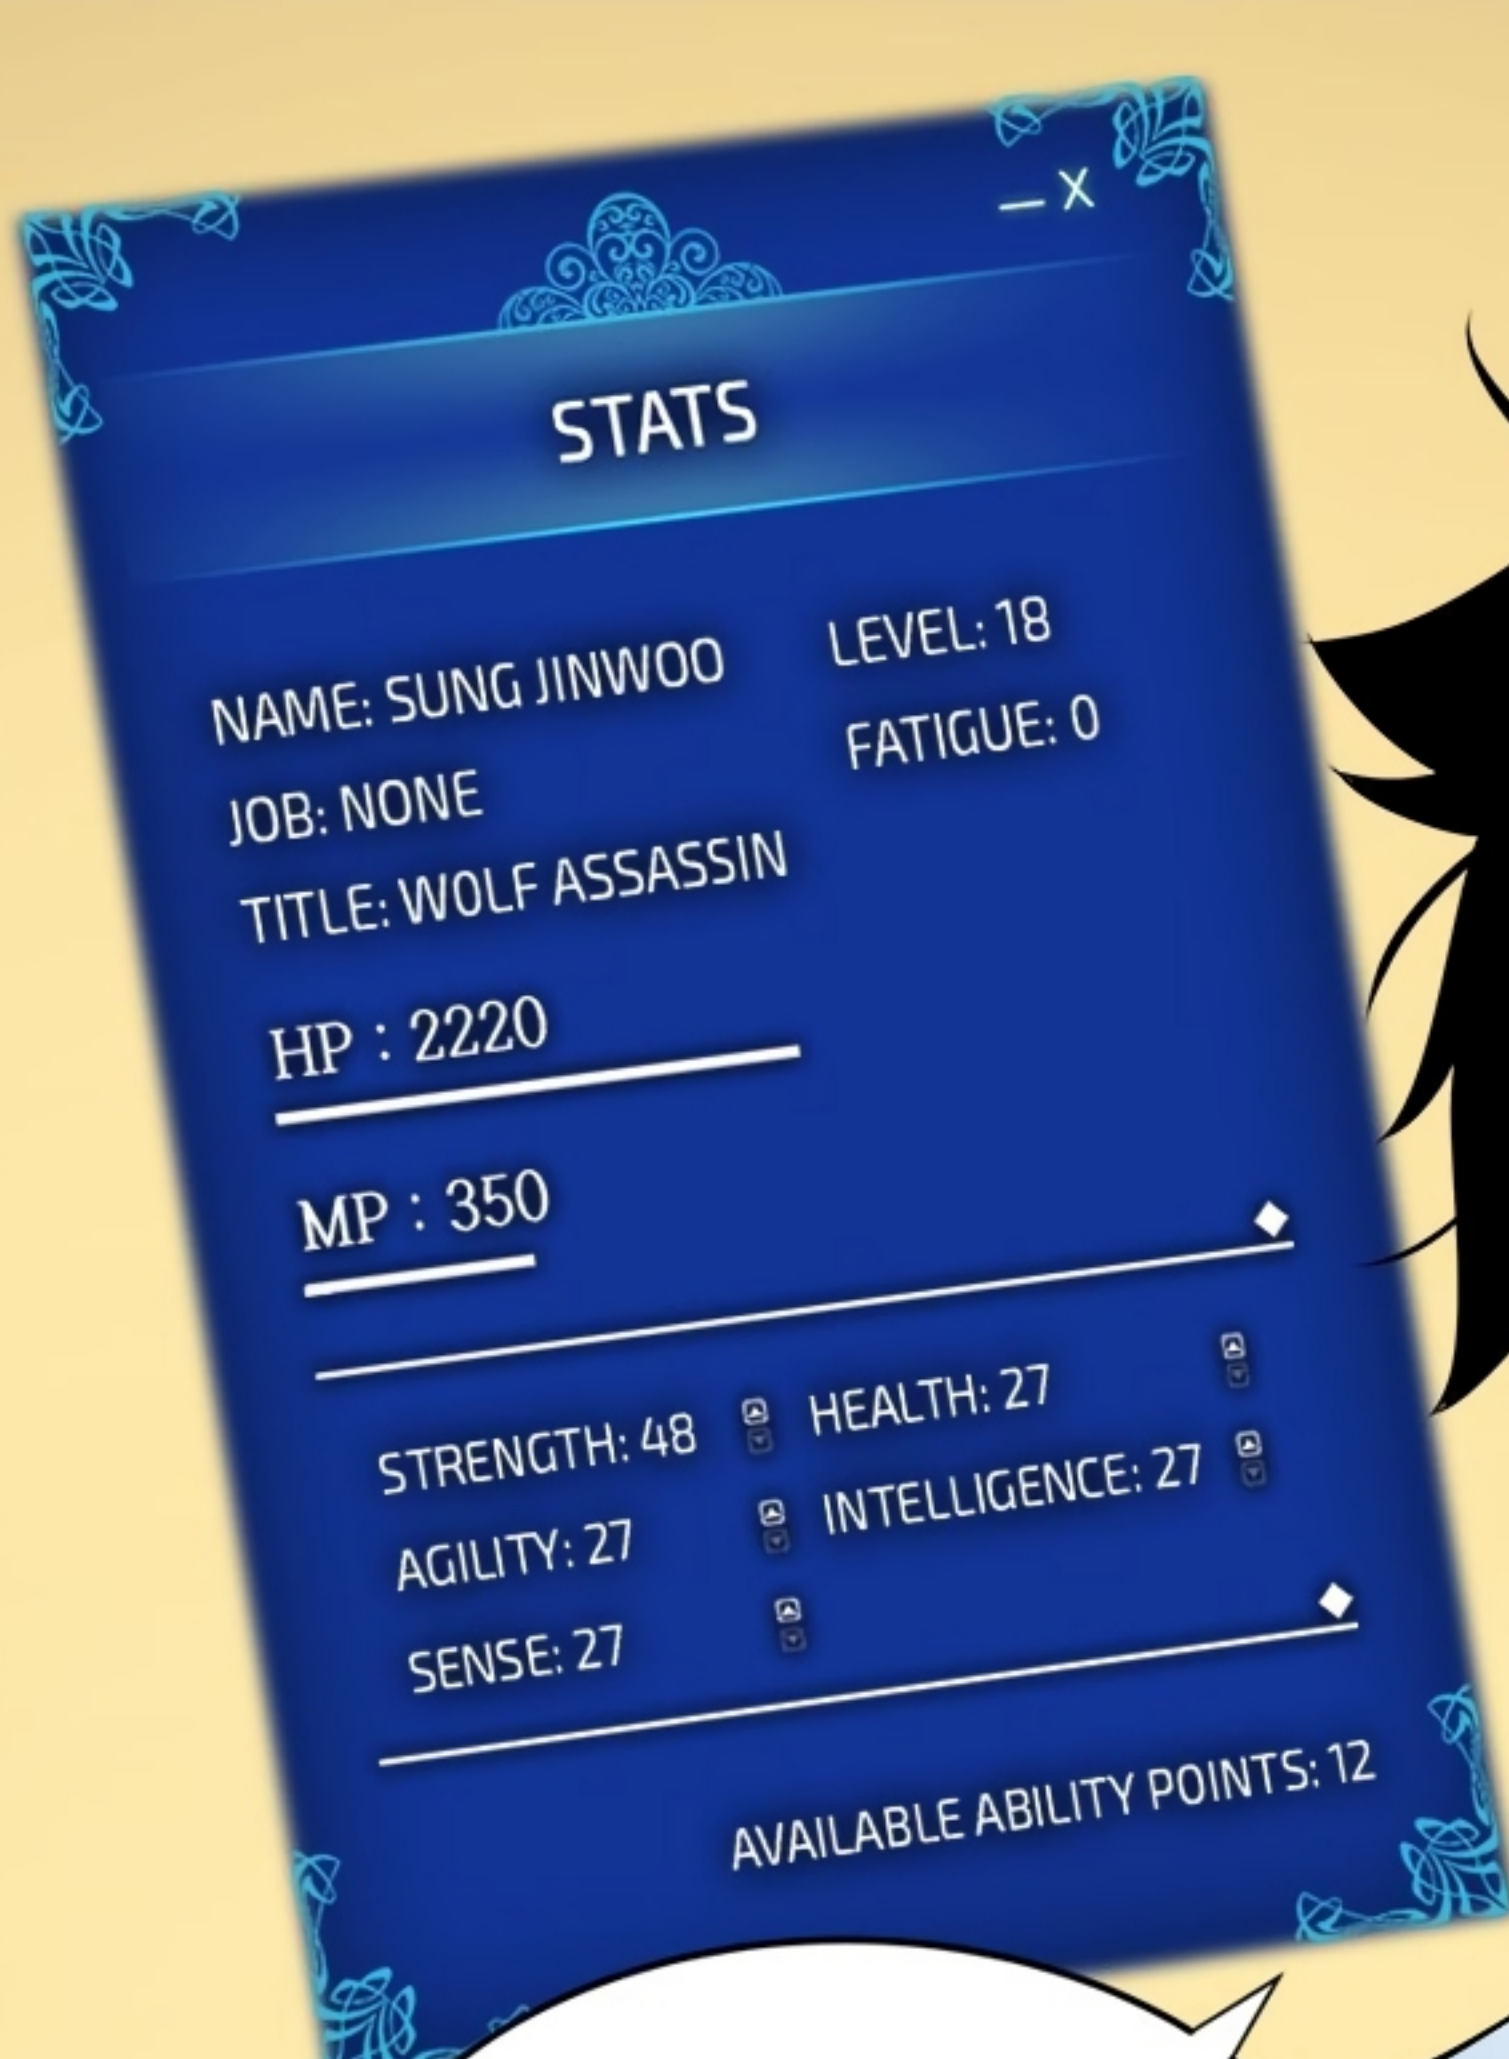 — X
STATS
NAME: SUNG JINWOO
LEVEL: 18
JOB: NONE
FATIGUE: 0
TITLE: WOLF ASSASSIN
HP : 2220
MP : 350
STRENGTH: 48
HEALTH: 27
AGILITY: 27
INTELLIGENCE: 27
SENSE: 27
AVAILABLE ABILITY POINTS: 12